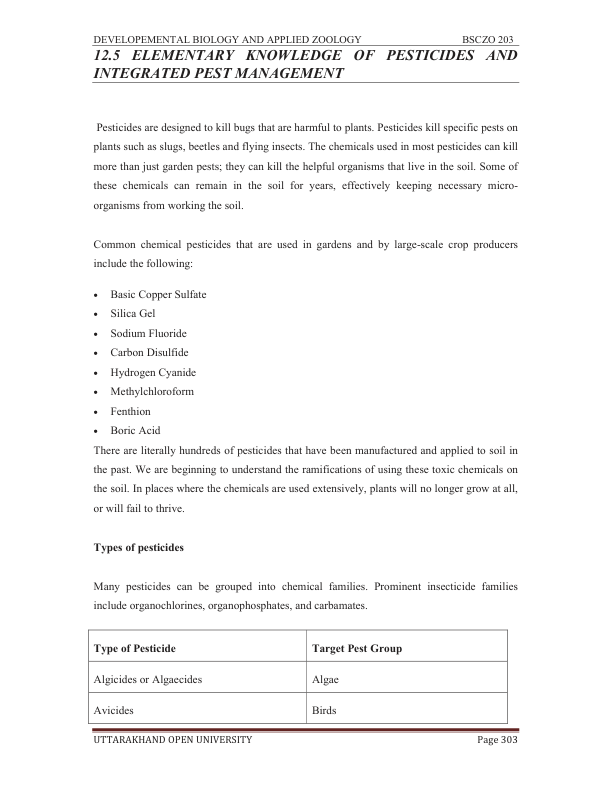 DEVELOPEMENTAL BIOLOGY AND APPLIED ZOOLOGY BSCZO 203
12.5 ELEMENTARY KNOWLEDGE OF PESTICIDES AND
INTEGRATED PEST MANAGEMENT
Pesticides are designed to kill bugs that are harmful to plants. Pesticides kill specific pests on
plants such as slugs, beetles and flying insects. The chemicals used in most pesticides can kill
more than just garden pests; they can kill the helpful organisms that live in the soil. Some of
these chemicals can remain in the soil for years, effectively keeping necessary micro-
organisms from working the soil.
Common chemical pesticides that are used in gardens and by large-scale crop producers
include the following:
• Basic Copper Sulfate
• Silica Gel
• Sodium Fluoride
• Carbon Disulfide
• Hydrogen Cyanide
• Methylchloroform
• Fenthion
• Boric Acid
There are literally hundreds of pesticides that have been manufactured and applied to soil in
the past. We are beginning to understand the ramifications of using these toxic chemicals on
the soil. In places where the chemicals are used extensively, plants will no longer grow at all,
or will fail to thrive.
Types of pesticides
Many pesticides can be grouped into chemical families. Prominent insecticide families
include organochlorines, organophosphates, and carbamates.
Type of Pesticide Target Pest Group
Algicides or Algaecides Algae
Avicides Birds
UTTARAKHAND OPEN UNIVERSITY Page 303